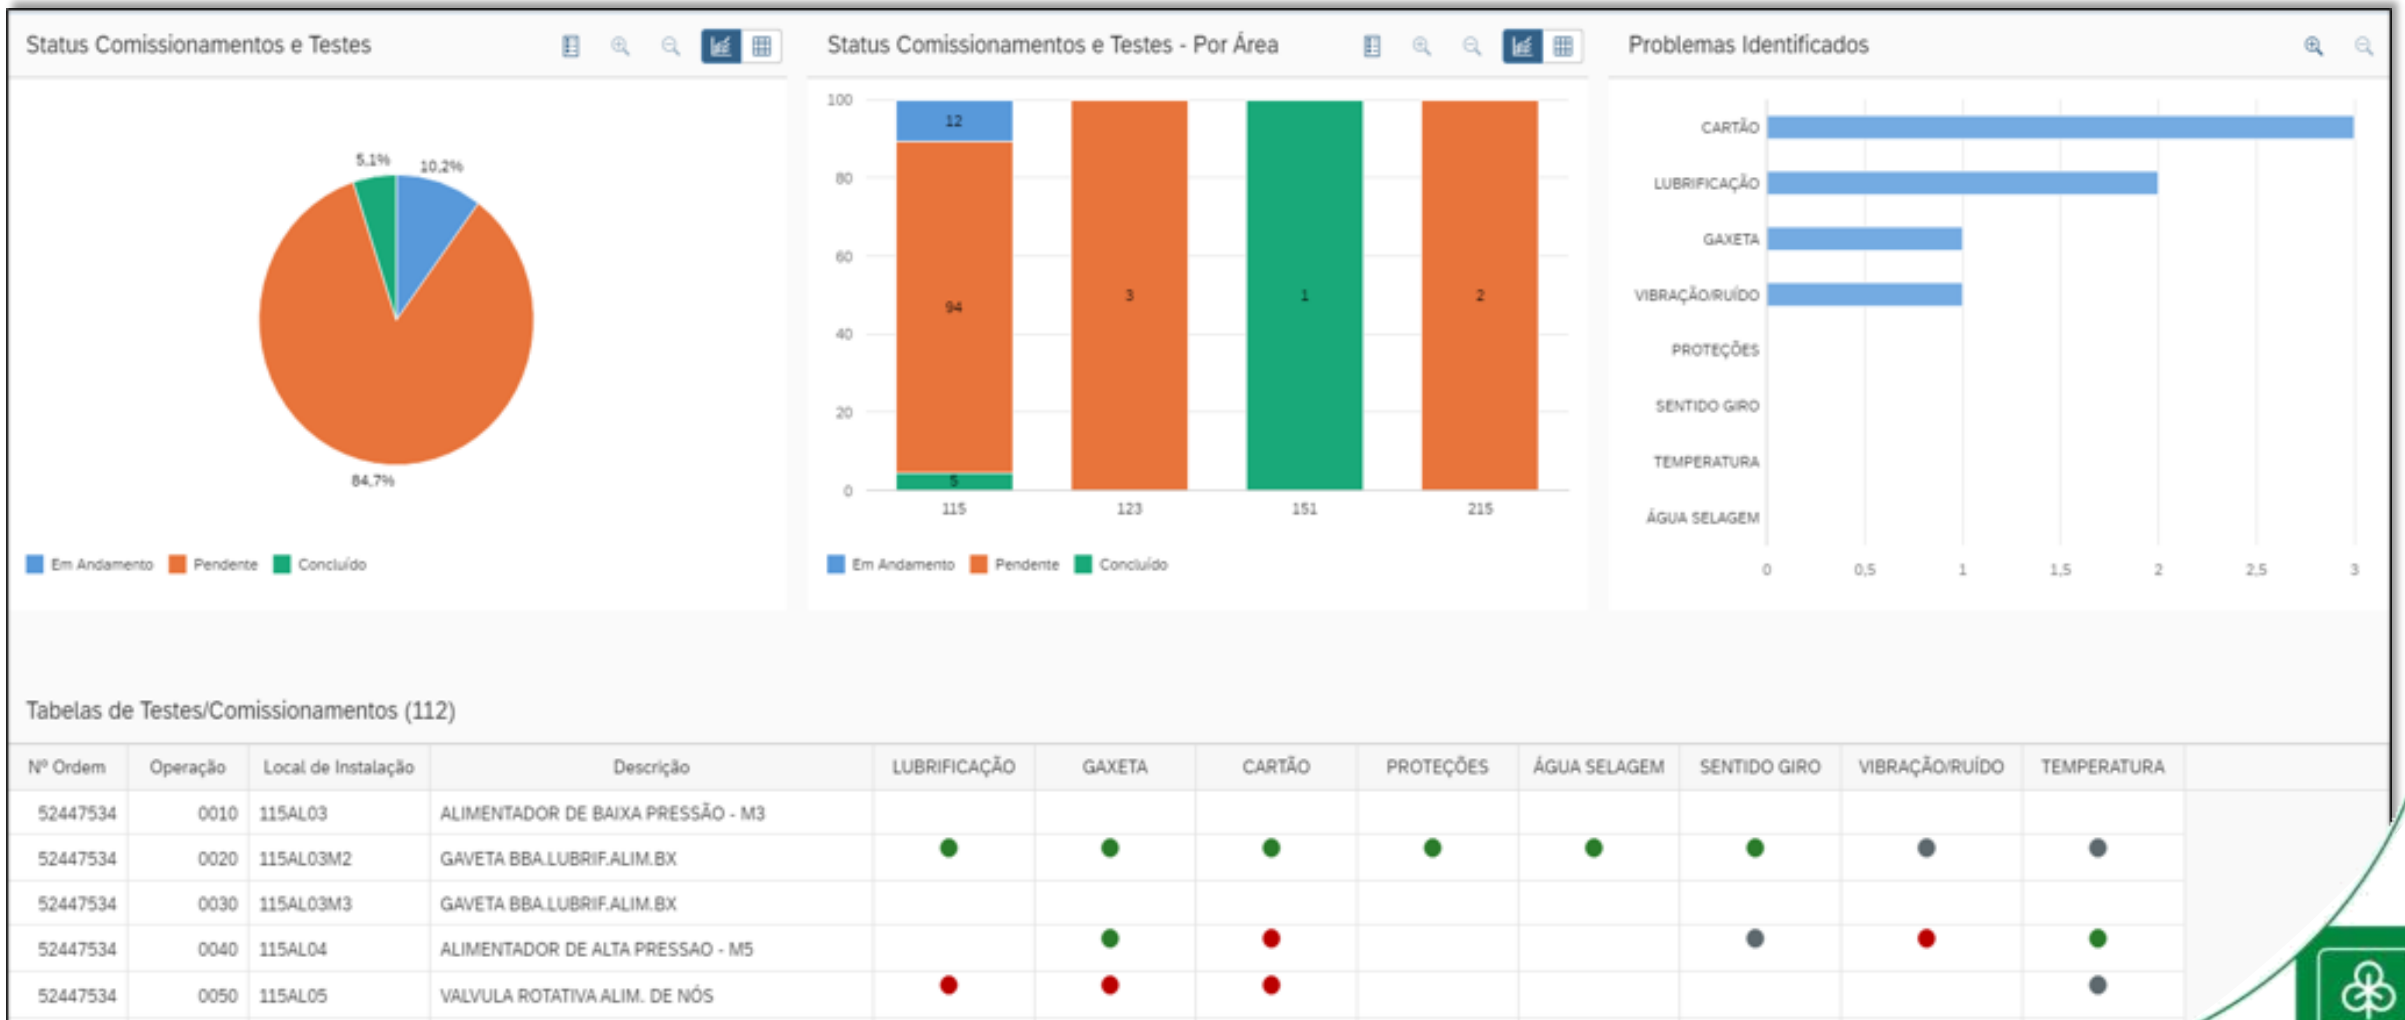 Status Comissionamentos e Testes
5,1%
10,2%
84,7%
Em Andamento Pendente Concluído
Status Comissionamentos e Testes - Por Área
100
80
60
40
20
0
12
94
5
3
1
2
115 123 151 215
Em Andamento Pendente Concluído
Problemas Identificados
CARTÃO
LUBRIFICAÇÃO
GAXETA
VIBRAÇÃO/RUÍDO
PROTEÇÕES
SENTIDO GIRO
TEMPERATURA
ÁGUA SELAGEM
0 0,5 1 1,5 2 2,5 3
Tabelas de Testes/Comissionamentos (112)
Nº Ordem Operação Local de Instalação Descrição LUBRIFICAÇÃO GAXETA CARTÃO PROTEÇÕES ÁGUA SELAGEM SENTIDO GIRO VIBRAÇÃO/RUÍDO TEMPERATURA
52447534 0010 115AL03 ALIMENTADOR DE BAIXA PRESSÃO - M3
52447534 0020 115AL03M2 GAVETA BBA.LUBRIF.ALIM.BX
52447534 0030 115AL03M3 GAVETA BBA.LUBRIF.ALIM.BX
52447534 0040 115AL04 ALIMENTADOR DE ALTA PRESSAO - M5
52447534 0050 115AL05 VALVULA ROTATIVA ALIM. DE NÓS